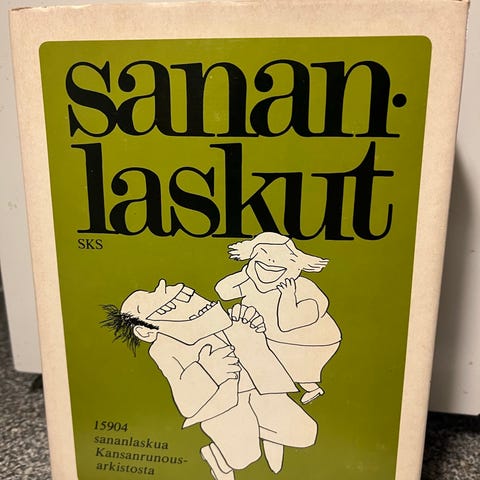 sanan-
laskut
SKS
15904
sananlaskua
Kansanrunous-
arkistosta